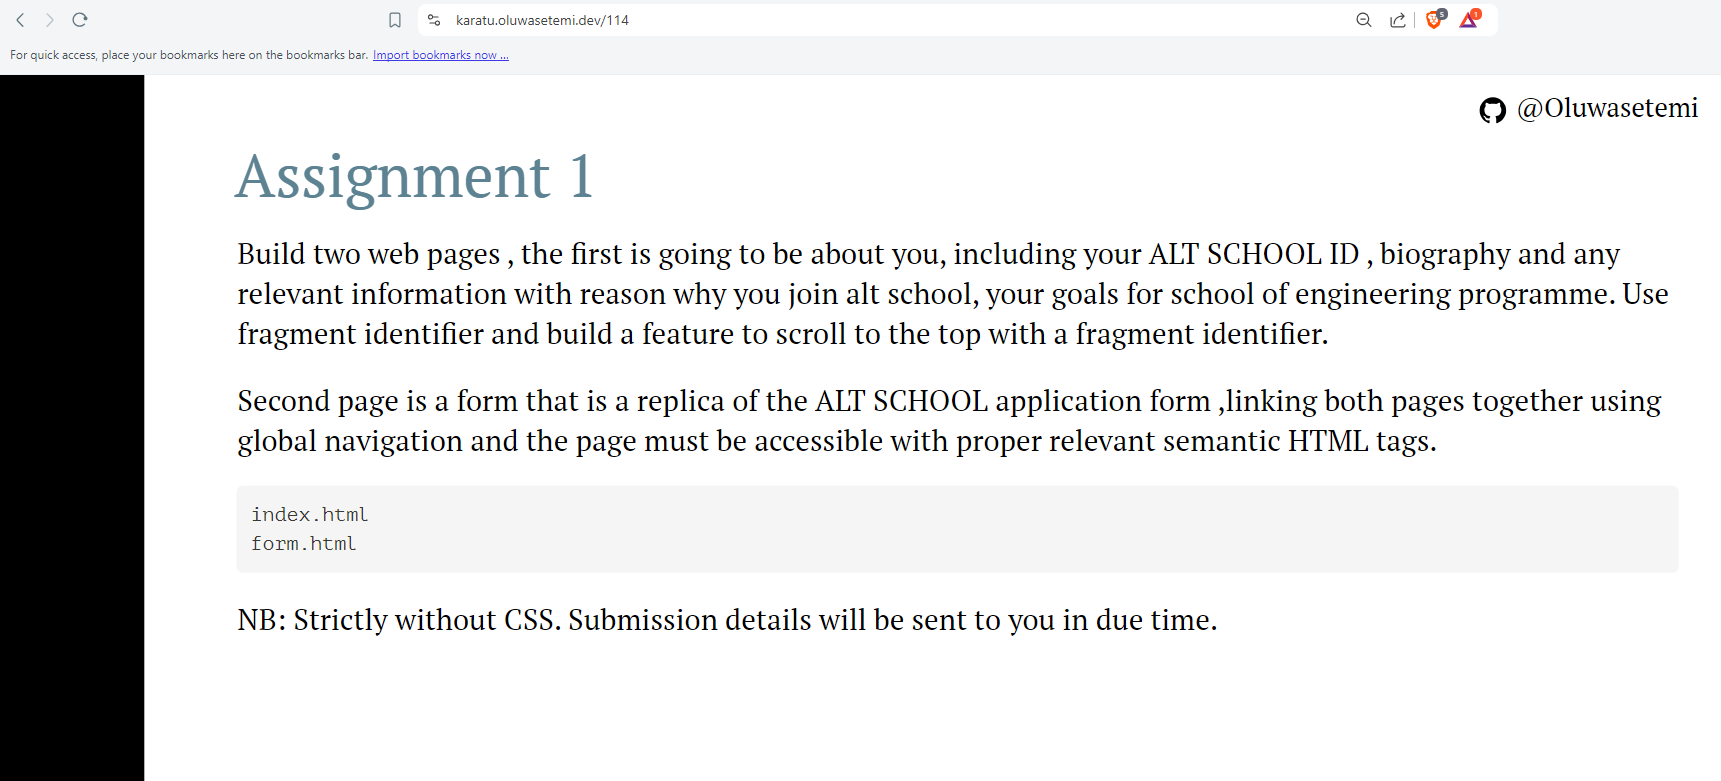 karatu.oluwasetemi.dev/114
5
1
For quick access, place your bookmarks here on the bookmarks bar. Import bookmarks now ...
@Oluwasetemi
Assignment 1
Build two web pages , the first is going to be about you, including your ALT SCHOOL ID , biography and any
relevant information with reason why you join alt school, your goals for school of engineering programme. Use
fragment identifier and build a feature to scroll to the top with a fragment identifier.
Second page is a form that is a replica of the ALT SCHOOL application form ,linking both pages together using
global navigation and the page must be accessible with proper relevant semantic HTML tags.
index.html
form.html
NB: Strictly without CSS. Submission details will be sent to you in due time.